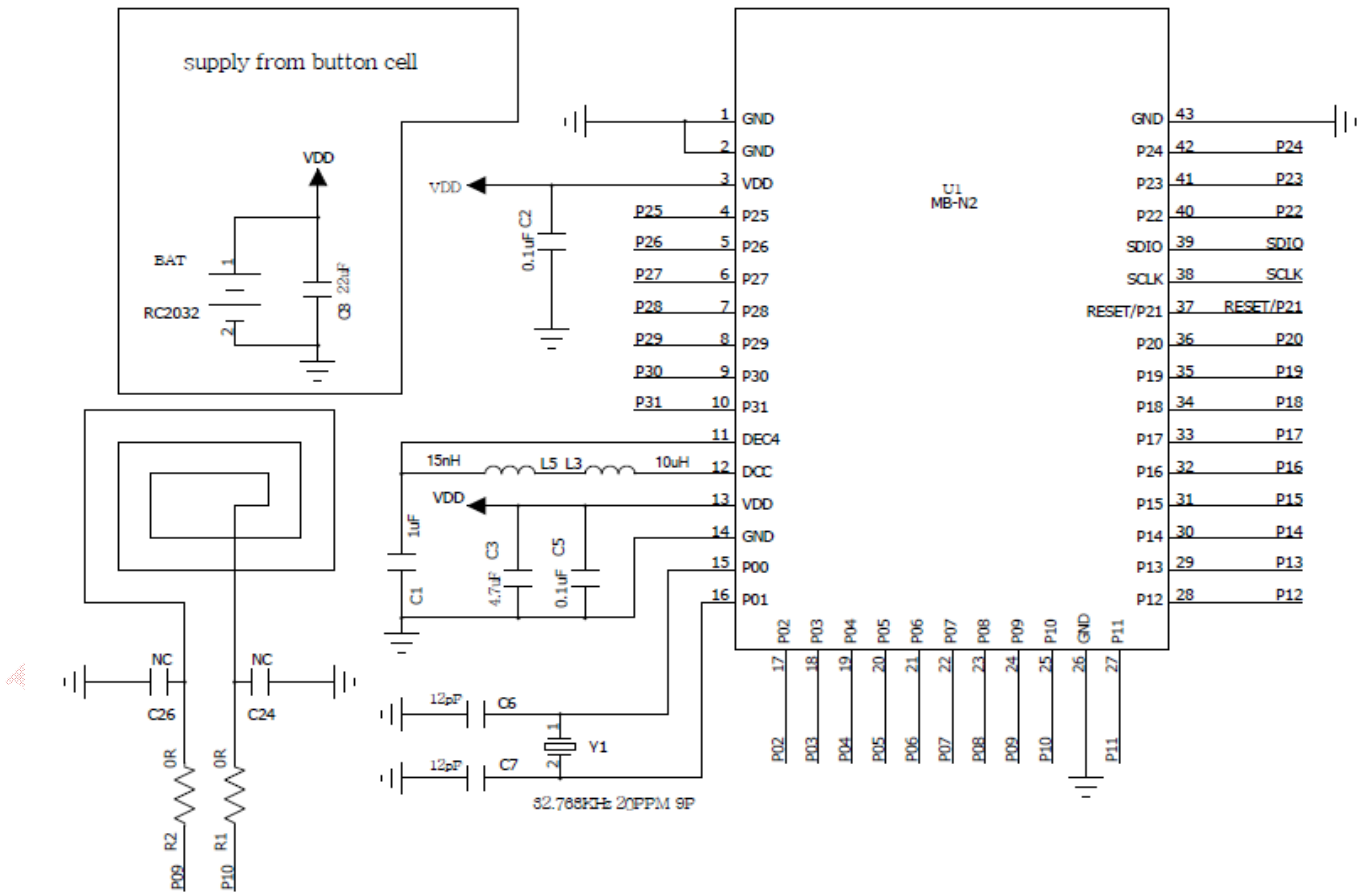 supply from button cell
VDD
BAT
1
2
RC2032
22uF
C8
VDD
0.1uF C2
U1
MB-N2
1 GND
2 GND
3 VDD
P25 4 P25
P26 5 P26
P27 6 P27
P28 7 P28
P29 8 P29
P30 9 P30
P31 10 P31
11 DEC4
15nH L5 L3 10uH 12 DCC
VDD 13 VDD
14 GND
15 P00
16 P01
1uF
C1
4.7uF C3
0.1uF C5
GND 43
P24 42 P24
P23 41 P23
P22 40 P22
SDIO 39 SDIO
SCLK 38 SCLK
RESET/P21 37 RESET/P21
P20 36 P20
P19 35 P19
P18 34 P18
P17 33 P17
P16 32 P16
P15 31 P15
P14 30 P14
P13 29 P13
P12 28 P12
P02 P03 P04 P05 P06 P07 P08 P09 P10 GND P11
17 18 19 20 21 22 23 24 25 26 27
P02 P03 P04 P05 P06 P07 P08 P09 P10 P11
NC NC
C26 C24
0R 0R
R2 R1
P09 P10
12pF C6
1
Y1
2
12pF C7
32.768KHz 20PPM 9P